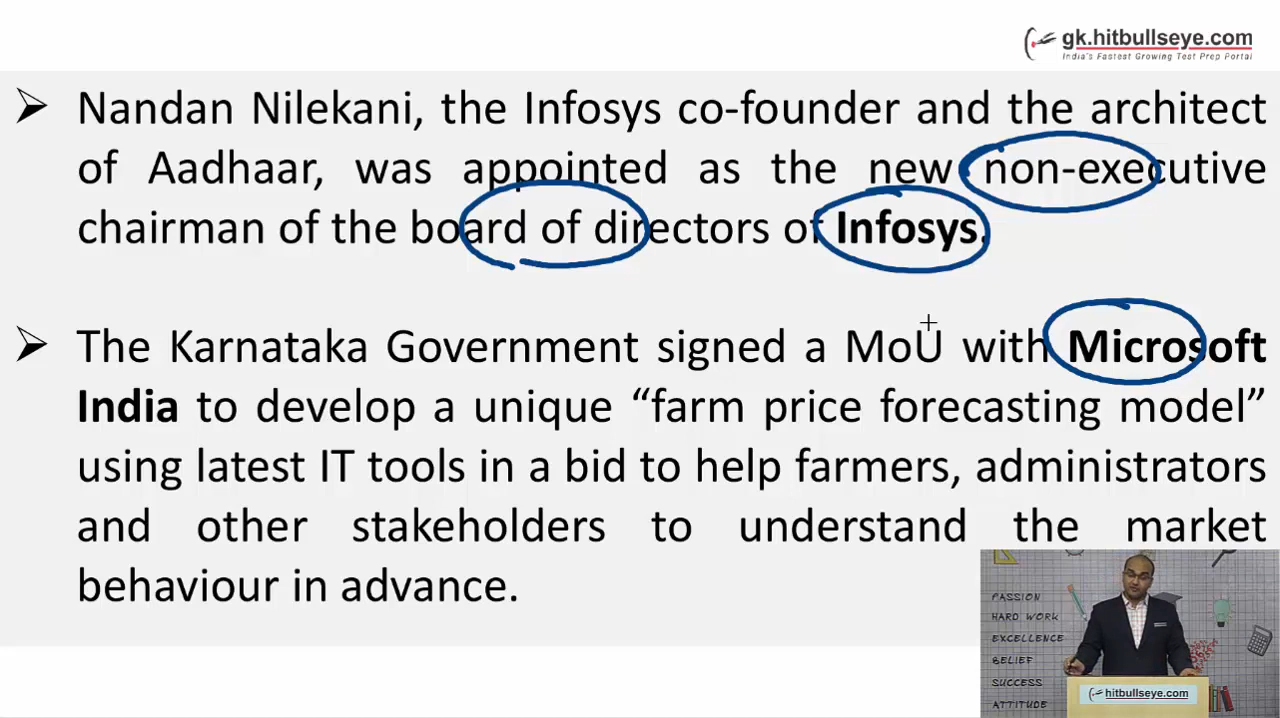 gk.hitbullseye.com
India's Fastest Growing Test Prep Portal
➢ Nandan Nilekani, the Infosys co-founder and the architect
of Aadhaar, was appointed as the new non-executive
chairman of the board of directors of Infosys.
➢ The Karnataka Government signed a MoU with Microsoft
India to develop a unique “farm price forecasting model”
using latest IT tools in a bid to help farmers, administrators
and other stakeholders to understand the market
behaviour in advance.
PASSION
HARD WORK
EXCELLENCE
BELIEF
SUCCESS
ATTITUDE
hitbullseye.com